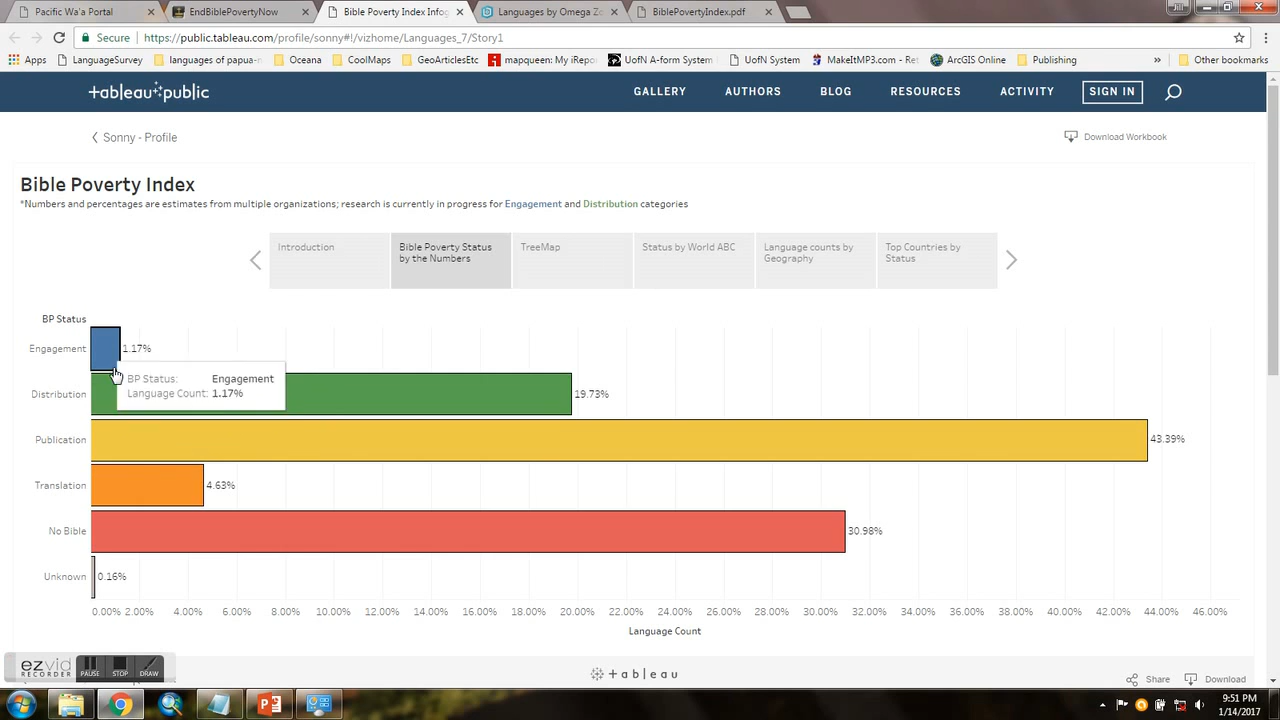 Pacific Wa'a Portal
EndBiblePovertyNow
Bible Poverty Index Infog
Languages by Omega Zo
BiblePovertyIndex.pdf
Jill
Secure
https://public.tableau.com/profile/sonny#!/vizhome/Languages_7/Story1
Apps
LanguageSurvey
languages of papua-n
Oceana
CoolMaps
GeoArticlesEtc
mapqueen: my iRepo
UofN A-form System
UofN System
MakeItMP3.com - Ret
ArcGIS Online
Publishing
»
Other bookmarks
+ableau+public
GALLERY
AUTHORS
BLOG
RESOURCES
ACTIVITY
SIGN IN
Sonny - Profile
Download Workbook
Bible Poverty Index
*Numbers and percentages are estimates from multiple organizations; research is currently in progress for Engagement and Distribution categories
Introduction
Bible Poverty Status
by the Numbers
TreeMap
Status by World ABC
Language counts by
Geography
Top Countries by
Status
BP Status
Engagement
1.17%
BP Status: Engagement
Language Count: 1.17%
Distribution
19.73%
Publication
43.39%
Translation
4.63%
No Bible
30.98%
Unknown
0.16%
0.00% 2.00% 4.00% 6.00% 8.00% 10.00% 12.00% 14.00% 16.00% 18.00% 20.00% 22.00% 24.00% 26.00% 28.00% 30.00% 32.00% 34.00% 36.00% 38.00% 40.00% 42.00% 44.00% 46.00%
Language Count
ezvid
RECORDER
PAUSE
STOP
DRAW
+ableau
Share
Download
9:51 PM
1/14/2017